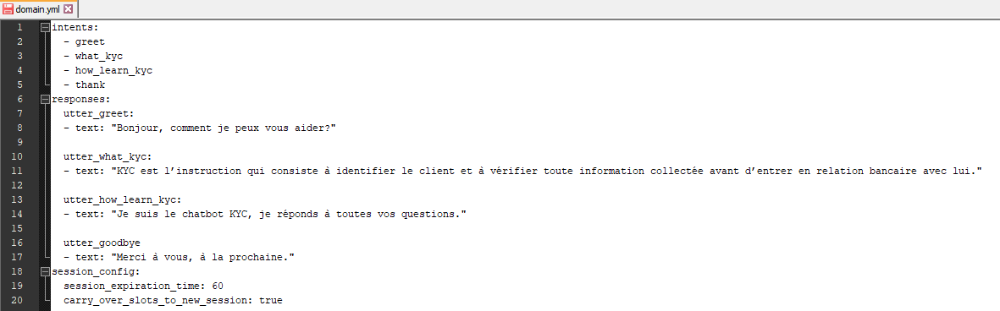 domain.yml
1 intents:
2 - greet
3 - what_kyc
4 - how_learn_kyc
5 - thank
6 responses:
7 utter_greet:
8 - text: "Bonjour, comment je peux vous aider?"
9
10 utter_what_kyc:
11 - text: "KYC est l’instruction qui consiste à identifier le client et à vérifier toute information collectée avant d’entrer en relation bancaire avec lui."
12
13 utter_how_learn_kyc:
14 - text: "Je suis le chatbot KYC, je réponds à toutes vos questions."
15
16 utter_goodbye
17 - text: "Merci à vous, à la prochaine."
18 session_config:
19 session_expiration_time: 60
20 carry_over_slots_to_new_session: true